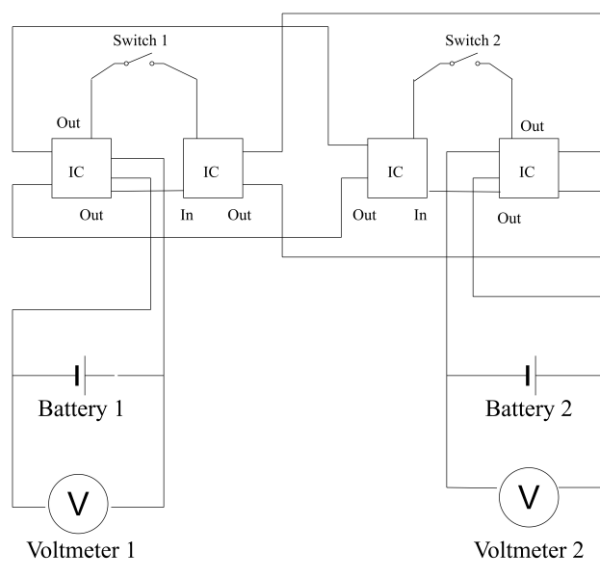 Switch 1
Switch 2
Out
Out
IC
IC
IC
IC
Out
In
Out
Out
In
Out
Battery 1
Battery 2
V
V
Voltmeter 1
Voltmeter 2